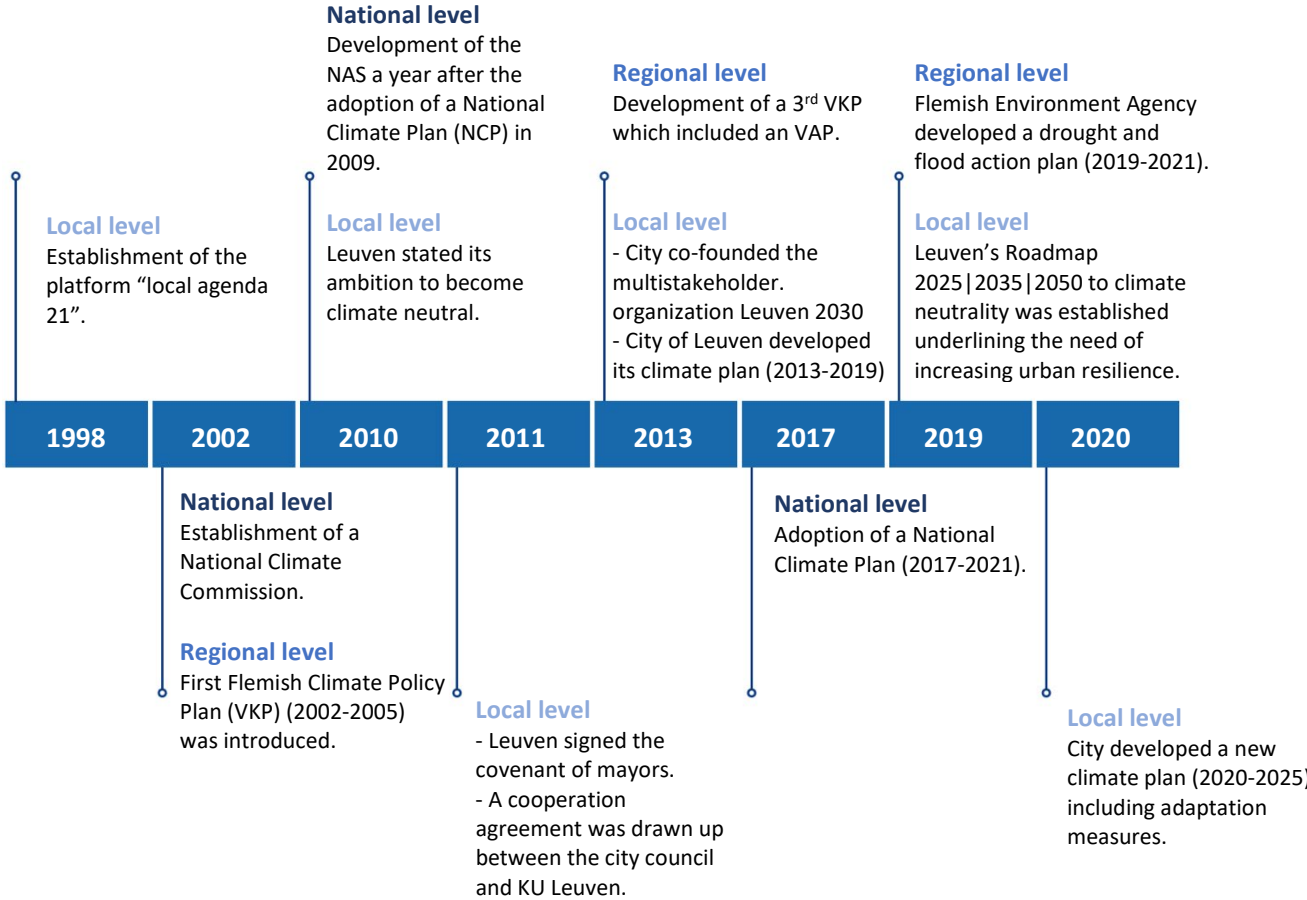 National level
Development of the
NAS a year after the
adoption of a National
Climate Plan (NCP) in
2009.
Regional level
Development of a 3rd VKP
which included an VAP.
Regional level
Flemish Environment Agency
developed a drought and
flood action plan (2019-2021).
Local level
Establishment of the
platform “local agenda
21”.
Local level
Leuven stated its
ambition to become
climate neutral.
Local level
- City co-founded the
multistakeholder.
organization Leuven 2030
- City of Leuven developed
its climate plan (2013-2019)
Local level
Leuven’s Roadmap
2025|2035|2050 to climate
neutrality was established
underlining the need of
increasing urban resilience.
1998 2002 2010 2011 2013 2017 2019 2020
National level
Establishment of a
National Climate
Commission.
Regional level
First Flemish Climate Policy
Plan (VKP) (2002-2005)
was introduced.
Local level
- Leuven signed the
covenant of mayors.
- A cooperation
agreement was drawn up
between the city council
and KU Leuven.
National level
Adoption of a National
Climate Plan (2017-2021).
Local level
City developed a new
climate plan (2020-2025)
including adaptation
measures.